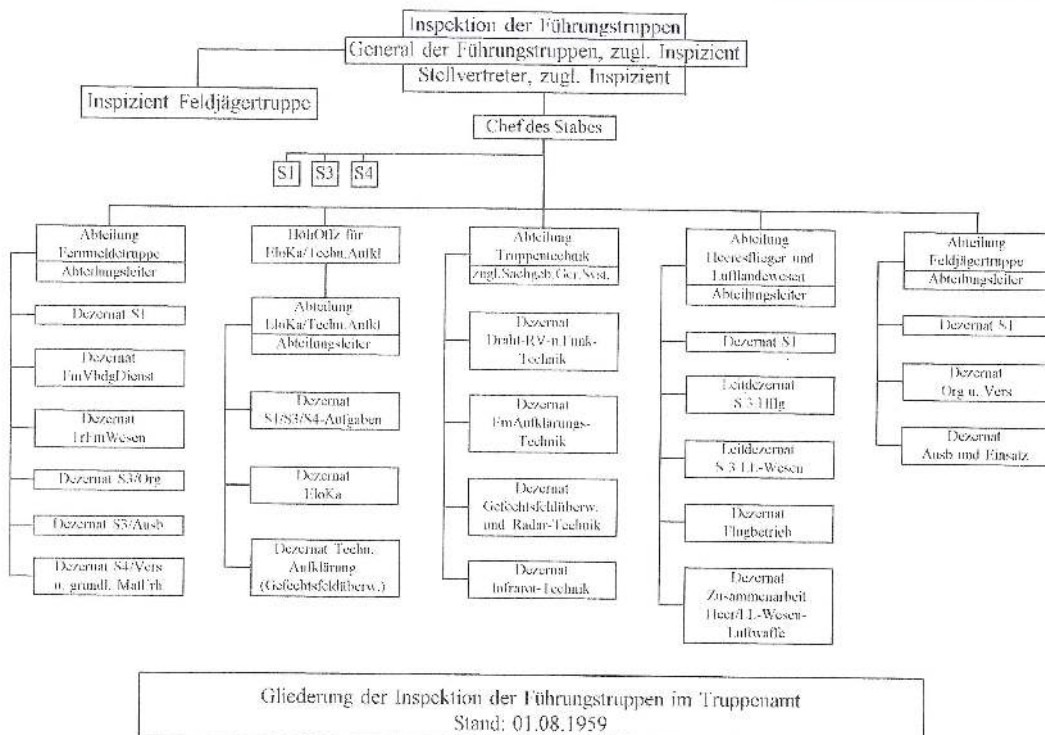 Inspektion der Führungstruppen
General der Führungstruppen, zugl. Inspizient
Stellvertreter, zugl. Inspizient
Inspizient Feldjägertruppe
Chef des Stabes
S1
S3
S4
Abteilung
Fernmeldetruppe
Abteilungsleiter
Dezernat S1
Dezernat
FmVbdgDienst
Dezernat
TrFmWesen
Dezernat S3/Org
Dezernat S3/Ausb
Dezernat S4/Vers
u. grundl. MatErh
HöhOffz für
EloKa/Techn.Aufkl
Abteilung
EloKa/Techn.Aufkl
Abteilungsleiter
Dezernat
S1/S3/S4-Aufgaben
Dezernat
EloKa
Dezernat Techn.
Aufklärung
(Gefechtsfeldüberw.)
Abteilung
Truppentechnik
zugl.Sachgeb.Ger.Syst.
Dezernat
Draht-RV-u.Funk-
Technik
Dezernat
FmAufklärungs-
Technik
Dezernat
Gefechtsfeldüberw.
und Radar-Technik
Dezernat
Infrarot-Technik
Abteilung
Heeresflieger und
Luftlandewesen
Abteilungsleiter
Dezernat S1
Leitdezernat
S 3 Hflg
Leitdezernat
S 3 LL-Wesen
Dezernat
Flugbetrieb
Dezernat
Zusammenarbeit
Heer/LL-Wesen-
Luftwaffe
Abteilung
Feldjägertruppe
Abteilungsleiter
Dezernat S1
Dezernat
Org u. Vers
Dezernat
Ausb und Einsatz
Gliederung der Inspektion der Führungstruppen im Truppenamt
Stand: 01.08.1959